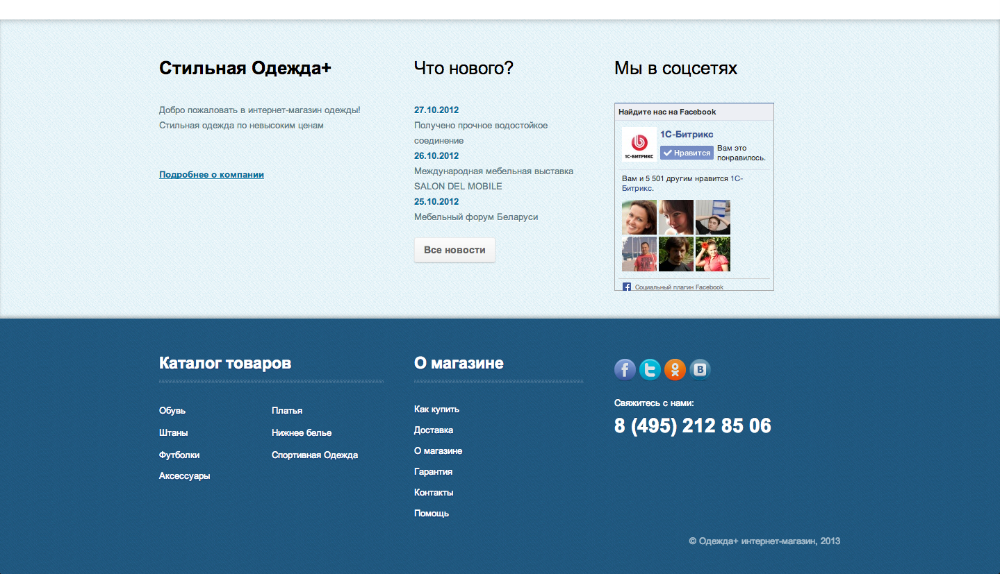 Стильная Одежда+
Добро пожаловать в интернет-магазин одежды!
Стильная одежда по невысоким ценам
Подробнее о компании
Что нового?
27.10.2012
Получено прочное водостойкое
соединение
26.10.2012
Международная мебельная выставка
SALON DEL MOBILE
25.10.2012
Мебельный форум Беларуси
Все новости
Мы в соцсетях
Найдите нас на Facebook
1С-БИТРИКС
1С-Битрикс
Нравится
Вам это
понравилось.
Вам и 5 501 другим нравится 1С-
Битрикс.
Социальный плагин Facebook
Каталог товаров
Обувь
Штаны
Футболки
Аксессуары
Платья
Нижнее белье
Спортивная Одежда
О магазине
Как купить
Доставка
О магазине
Гарантия
Контакты
Помощь
Свяжитесь с нами:
8 (495) 212 85 06
© Одежда+ интернет-магазин, 2013